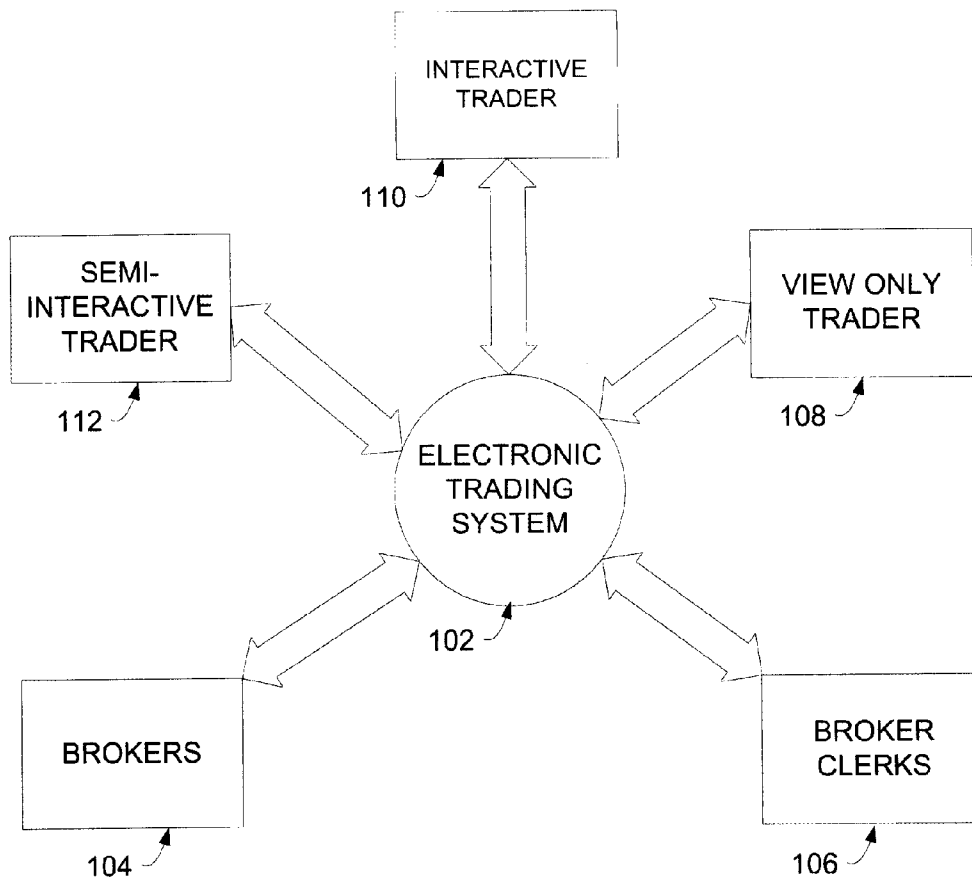 INTERACTIVE
TRADER
110
SEMI-
INTERACTIVE
TRADER
112
VIEW ONLY
TRADER
108
ELECTRONIC
TRADING
SYSTEM
102
BROKERS
104
BROKER
CLERKS
106